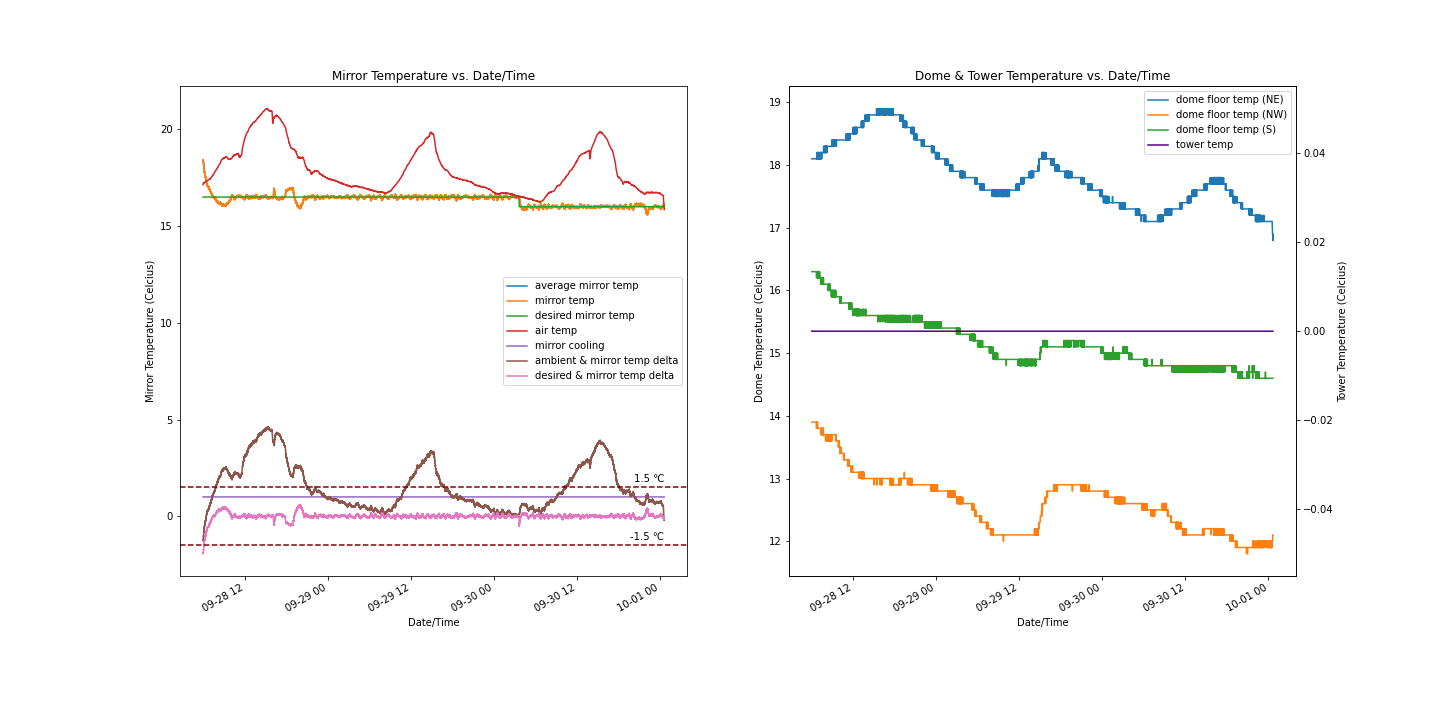 Mirror Temperature vs. Date/Time
Mirror Temperature (Celcius)
20
15
10
5
0
average mirror temp
mirror temp
desired mirror temp
air temp
mirror cooling
ambient & mirror temp delta
desired & mirror temp delta
1.5 °C
-1.5 °C
09-28 12
09-29 00
09-29 12
09-30 00
09-30 12
10-01 00
Date/Time
Dome & Tower Temperature vs. Date/Time
Dome Temperature (Celcius)
19
18
17
16
15
14
13
12
dome floor temp (NE)
dome floor temp (NW)
dome floor temp (S)
tower temp
0.04
0.02
0.00
−0.02
−0.04
Tower Temperature (Celcius)
09-28 12
09-29 00
09-29 12
09-30 00
09-30 12
10-01 00
Date/Time